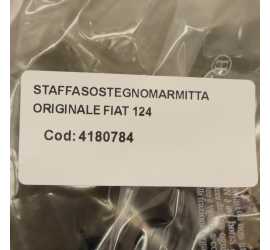 STAFFASOSTEGNOMARMITTA
ORIGINALE FIAT 124
Cod: 4180784